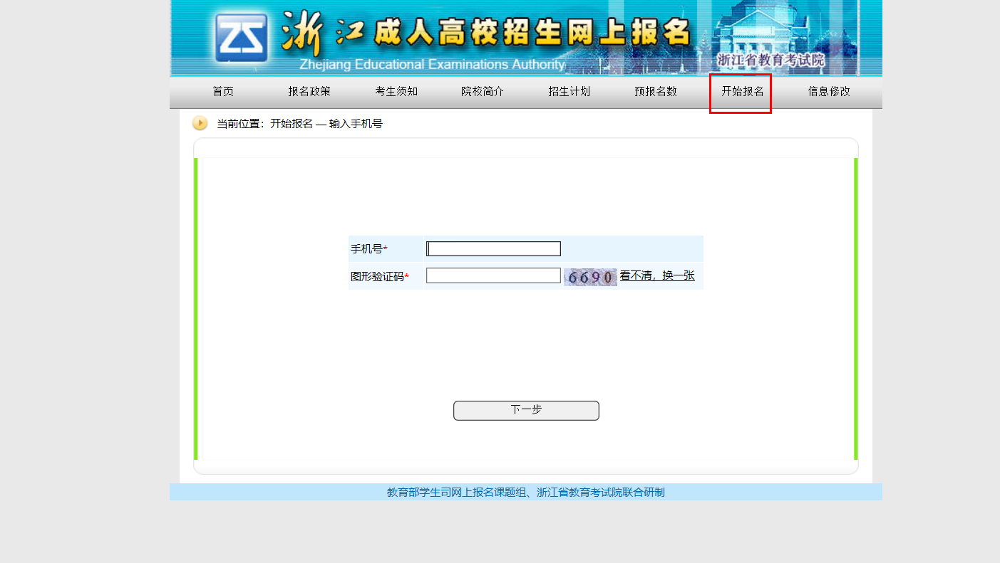 ZS 浙江成人高校招生网上报名
Zhejiang Educational Examinations Authority
浙江省教育考试院
首页 报名政策 考生须知 院校简介 招生计划 预报名数 开始报名 信息修改
当前位置：开始报名 — 输入手机号
手机号*
图形验证码* 6690 看不清，换一张
下一步
教育部学生司网上报名课题组、浙江省教育考试院联合研制